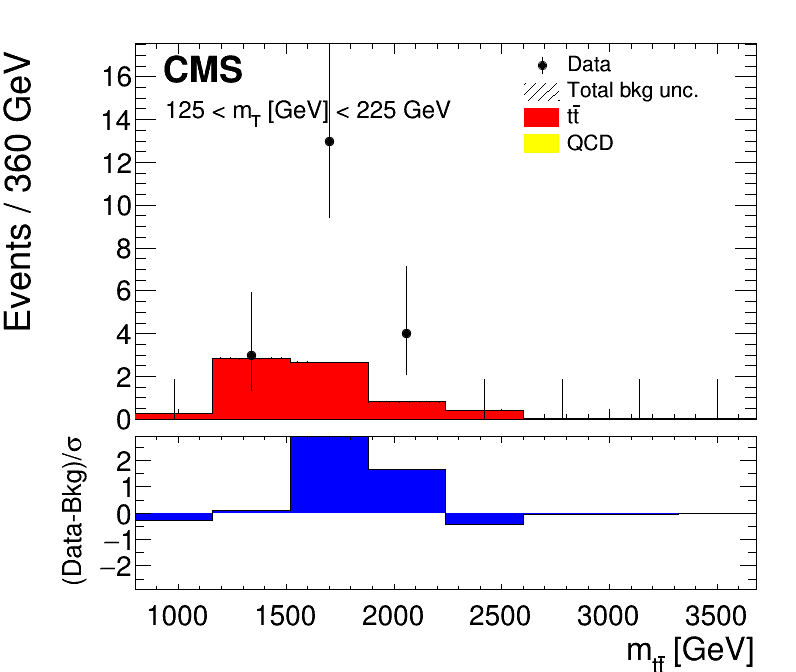 CMS
125 < m_T [GeV] < 225 GeV
Data
Total bkg unc.
tt̄
QCD
Events / 360 GeV
16
14
12
10
8
6
4
2
0
(Data-Bkg)/σ
2
1
0
−1
−2
1000 1500 2000 2500 3000 3500
m_tt̄ [GeV]